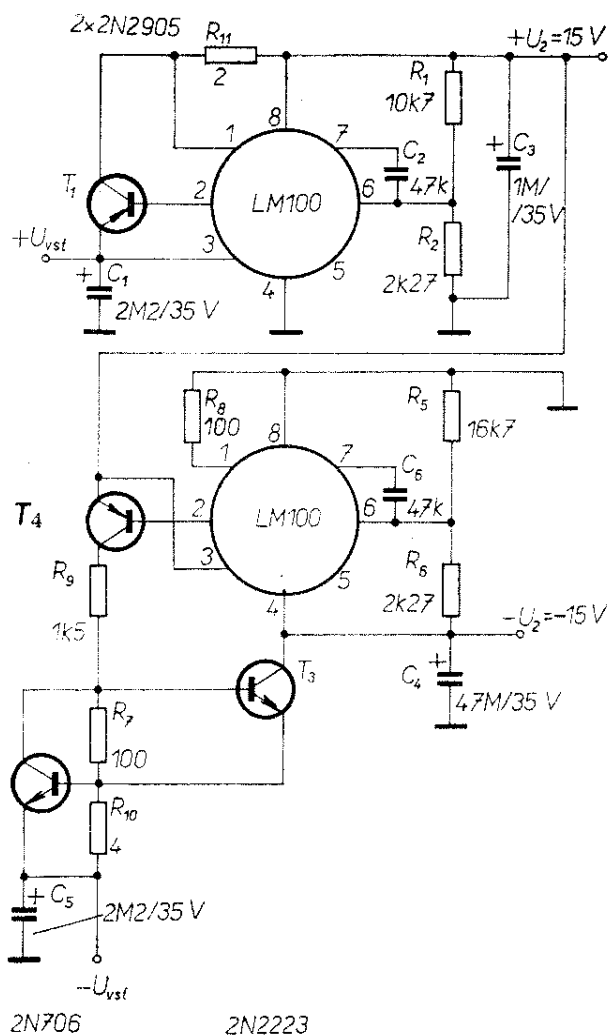 2x2N2905
R11
2
+U2=15 V
R1
10k7
1
8
7
C2
47k
+
C3
1M/
/35V
T1
2
LM100
6
R2
2k27
+Uvst
3
5
4
+
C1
2M2/35 V
R8
100
8
R5
16k7
1
7
C6
47k
T4
2
LM100
6
3
5
R9
1k5
4
R6
2k27
-U2=-15 V
T3
C4
+
47M/35 V
R7
100
R10
4
+
C5
2M2/35 V
-Uvst
2N706
2N2223